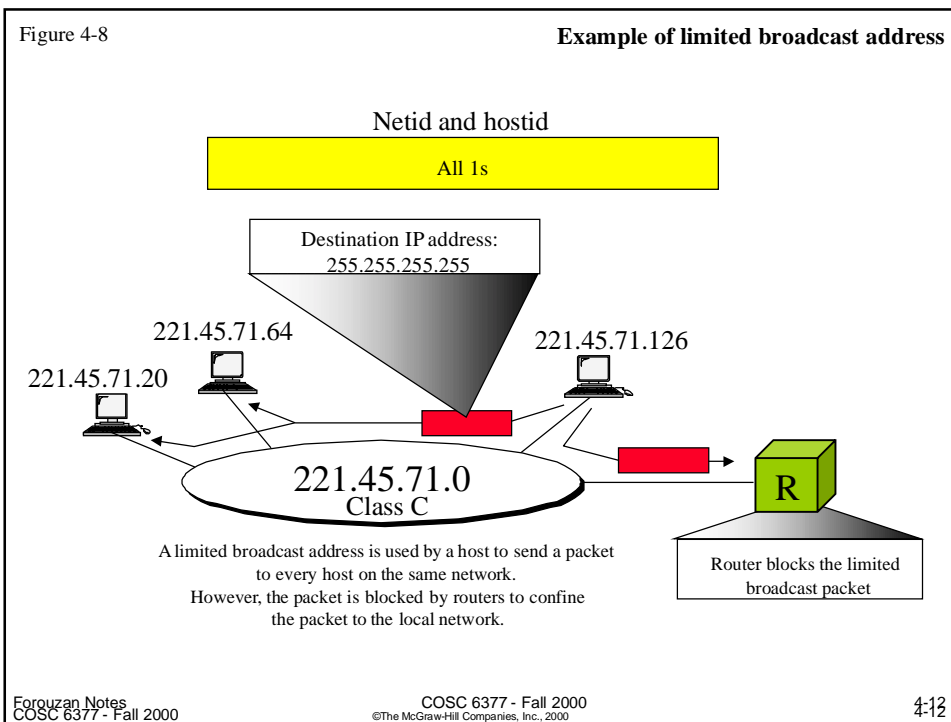 Figure 4-8
Example of limited broadcast address
Netid and hostid
All 1s
Destination IP address:
255.255.255.255
221.45.71.64
221.45.71.126
221.45.71.20
221.45.71.0
Class C
R
A limited broadcast address is used by a host to send a packet
to every host on the same network.
However, the packet is blocked by routers to confine
the packet to the local network.
Router blocks the limited
broadcast packet
Forouzan Notes
COSC 6377 - Fall 2000
COSC 6377 - Fall 2000
©The McGraw-Hill Companies, Inc., 2000
4-12
4-12